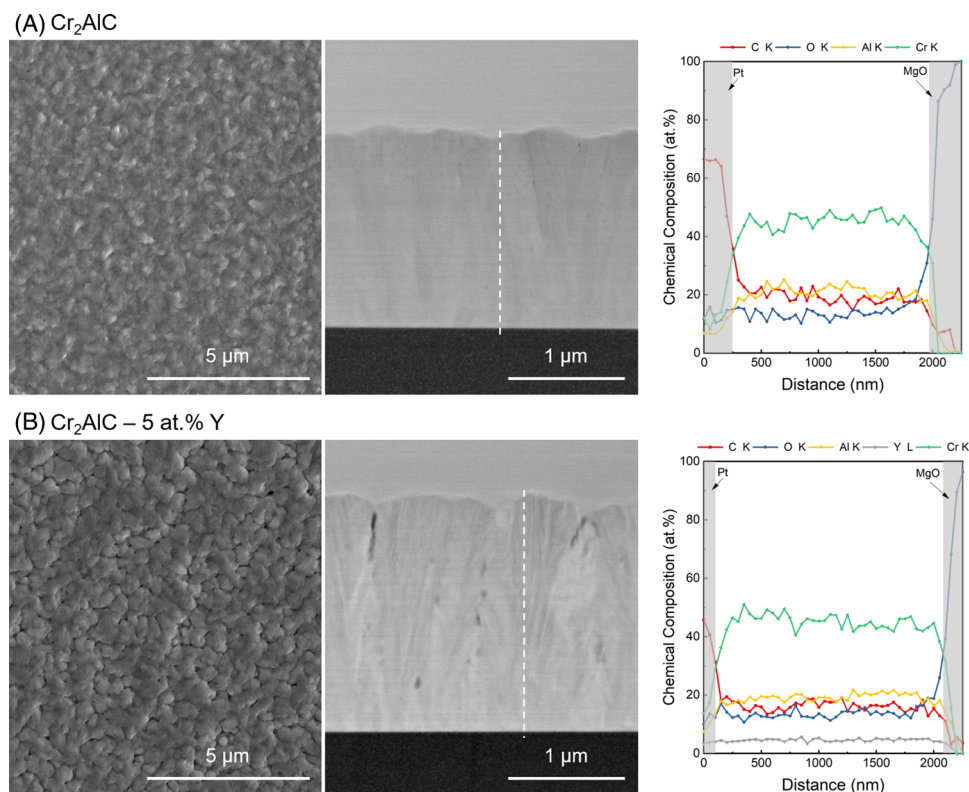 (A) Cr₂AlC
5 µm
1 µm
C K O K Al K Cr K
Pt
MgO
100
80
60
40
20
0
Chemical Composition (at.%)
0 500 1000 1500 2000
Distance (nm)
(B) Cr₂AlC – 5 at.% Y
5 µm
1 µm
C K O K Al K Y L Cr K
Pt
MgO
100
80
60
40
20
0
Chemical Composition (at.%)
0 500 1000 1500 2000
Distance (nm)